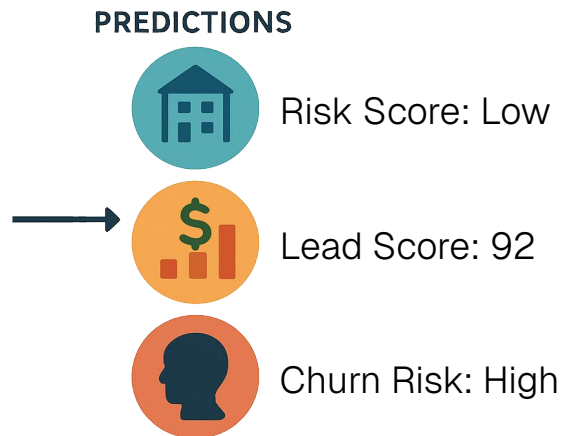 PREDICTIONS
Risk Score: Low
$
Lead Score: 92
Churn Risk: High